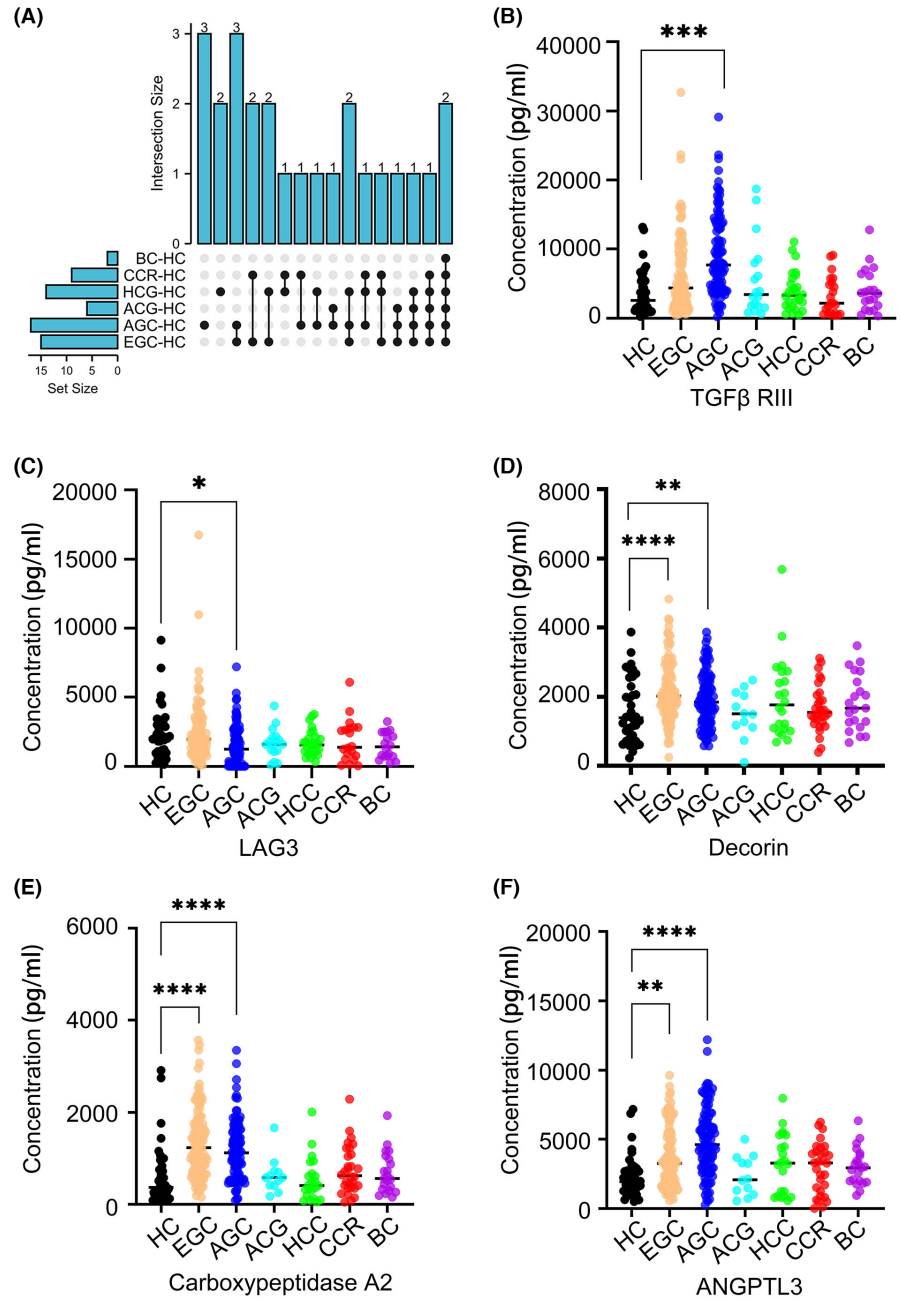 (A)
Intersection Size
3
2
1
0
3
2
3
2
2
1
1
1
1
2
1
1
1
1
1
2
BC-HC
CCR-HC
HCG-HC
ACG-HC
AGC-HC
EGC-HC
15
10
5
0
Set Size
(B)
Concentration (pg/ml)
40000
30000
20000
10000
0
***
HC
EGC
AGC
ACG
HCC
CCR
BC
TGFβ RIII
(C)
Concentration (pg/ml)
20000
15000
10000
5000
0
*
HC
EGC
AGC
ACG
HCC
CCR
BC
LAG3
(D)
Concentration (pg/ml)
8000
6000
4000
2000
0
**
****
HC
EGC
AGC
ACG
HCC
CCR
BC
Decorin
(E)
Concentration (pg/ml)
6000
4000
2000
0
****
****
HC
EGC
AGC
ACG
HCC
CCR
BC
Carboxypeptidase A2
(F)
Concentration (pg/ml)
20000
15000
10000
5000
0
****
**
HC
EGC
AGC
ACG
HCC
CCR
BC
ANGPTL3